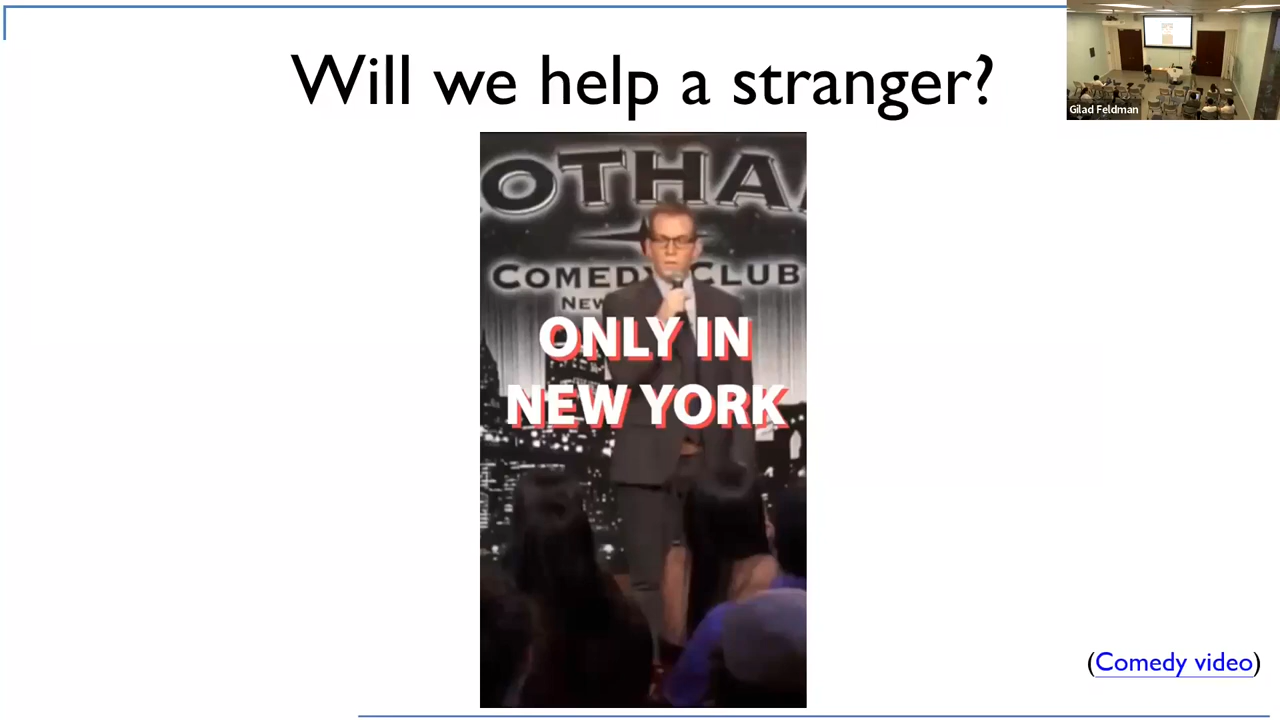 Will we help a stranger?
Gilad Feldman
OTHA
COMEDY CLUB
NEW
ONLY IN
NEW YORK
(Comedy video)